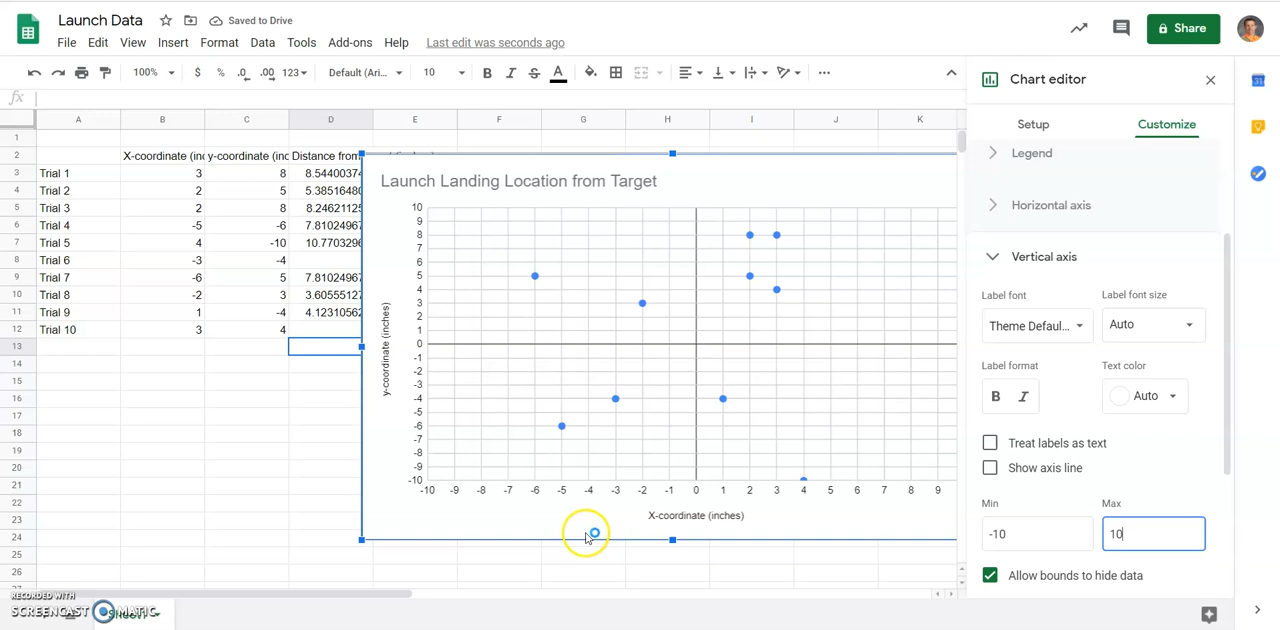 Launch Data
Saved to Drive
File Edit View Insert Format Data Tools Add-ons Help Last edit was seconds ago
Share
100% $ % .0 .00 123 Default (Ari... 10 B I S A
fx
A B C D E F G H I J K
1
2 X-coordinate (inc y-coordinate (inc Distance from
3 Trial 1 3 8 8.54400374
4 Trial 2 2 5 5.38516480
5 Trial 3 2 8 8.24621125
6 Trial 4 -5 -6 7.81024967
7 Trial 5 4 -10 10.7703296
8 Trial 6 -3 -4
9 Trial 7 -6 5 7.81024967
10 Trial 8 -2 3 3.60555127
11 Trial 9 1 -4 4.12310562
12 Trial 10 3 4
13
14
15
16
17
18
19
20
21
22
23
24
25
26
Launch Landing Location from Target
10
9
8
7
6
5
4
3
2
1
0
-1
-2
-3
-4
-5
-6
-7
-8
-9
-10
y-coordinate (inches)
-10 -9 -8 -7 -6 -5 -4 -3 -2 -1 0 1 2 3 4 5 6 7 8 9
X-coordinate (inches)
Chart editor
Setup Customize
Legend
Horizontal axis
Vertical axis
Label font Label font size
Theme Defaul... Auto
Label format Text color
B I Auto
Treat labels as text
Show axis line
Min Max
-10 10
Allow bounds to hide data
31
RECORDED WITH
SCREENCAST MATIC